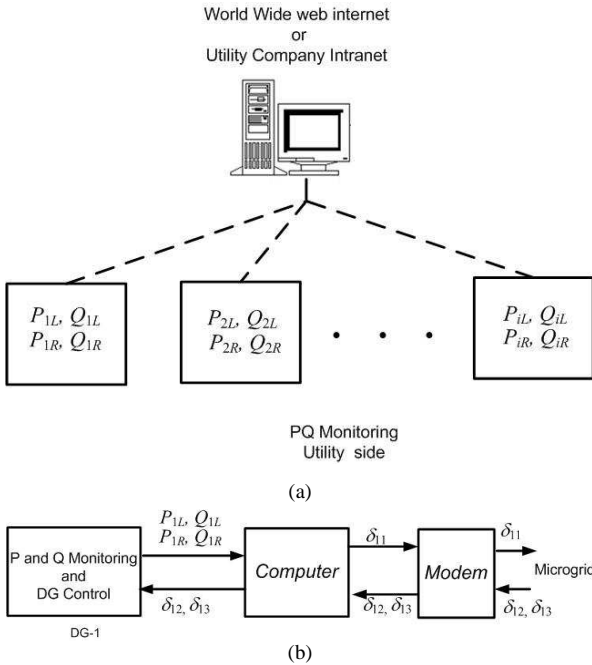 World Wide web internet
or
Utility Company Intranet
P1L, Q1L
P1R, Q1R
P2L, Q2L
P2R, Q2R
. . .
PiL, QiL
PiR, QiR
PQ Monitoring
Utility side
(a)
P and Q Monitoring
and
DG Control
DG-1
P1L, Q1L
P1R, Q1R
δ12, δ13
Computer
δ11
δ12, δ13
Modem
δ11
Microgrid
δ12, δ13
(b)